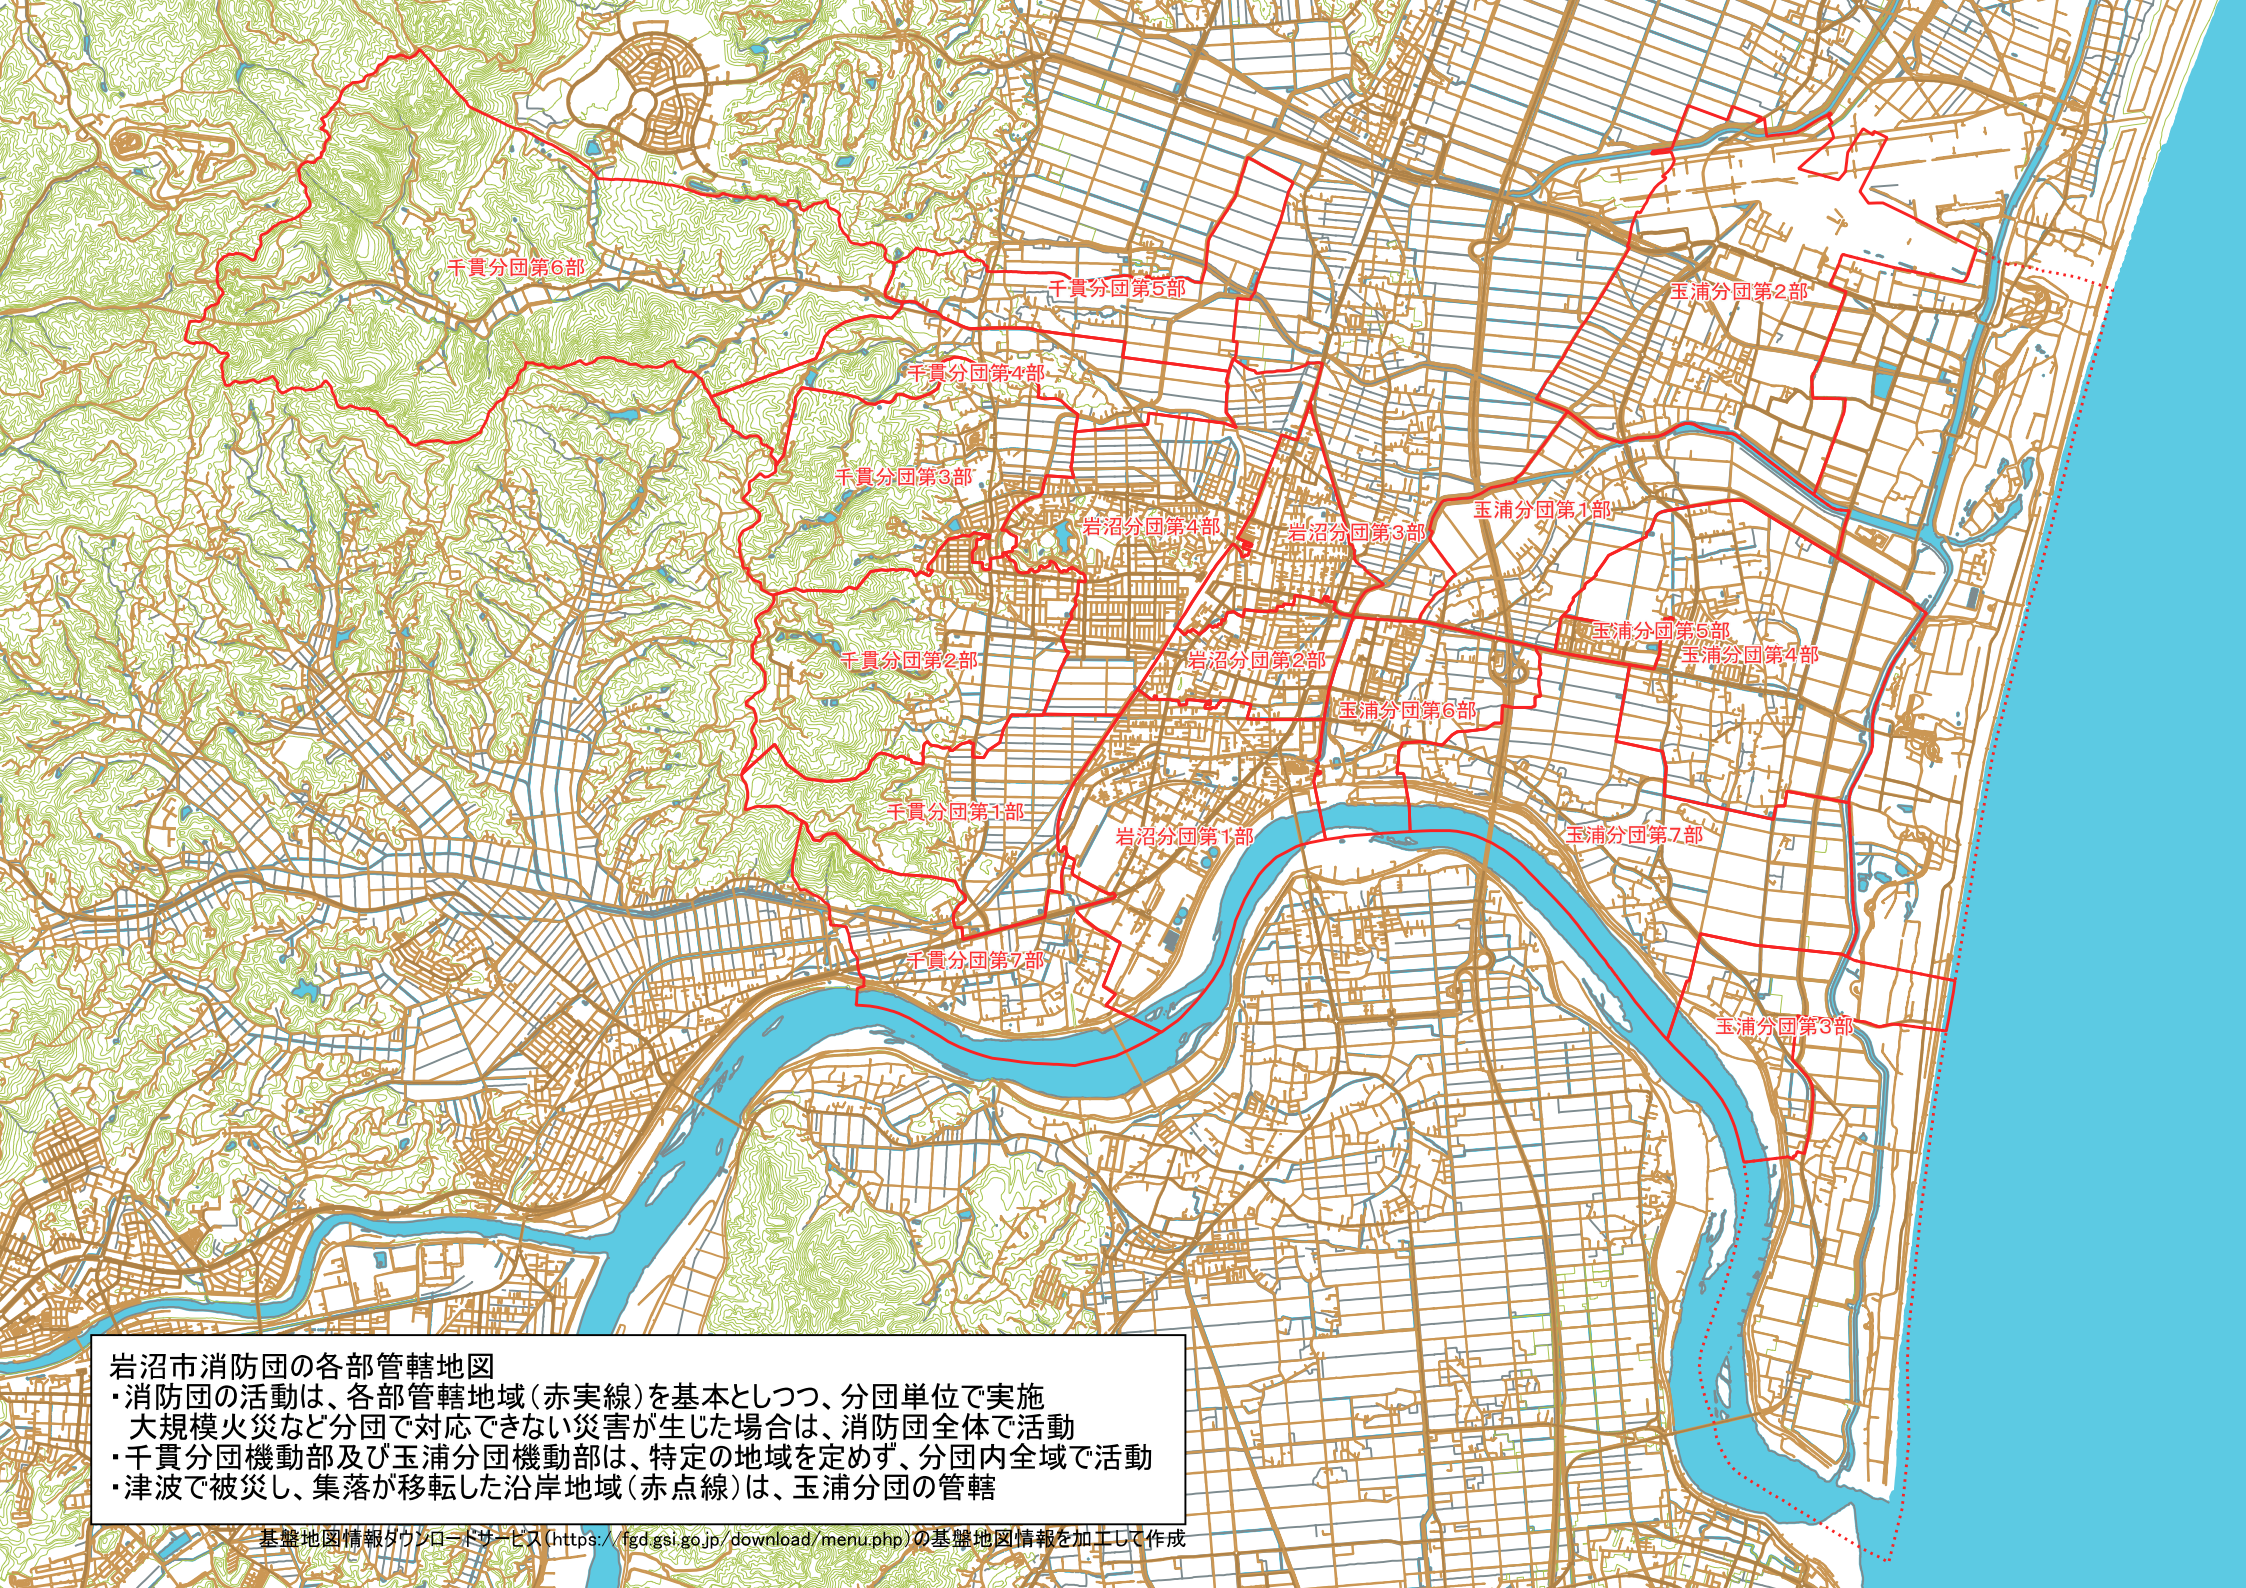 千貫分団第6部
千貫分団第5部
玉浦分団第2部
千貫分団第4部
千貫分団第3部
岩沼分団第4部
岩沼分団第3部
玉浦分団第1部
千貫分団第2部
岩沼分団第2部
玉浦分団第5部
玉浦分団第4部
玉浦分団第6部
千貫分団第1部
岩沼分団第1部
玉浦分団第7部
千貫分団第7部
玉浦分団第3部
岩沼市消防団の各部管轄地図
・消防団の活動は、各部管轄地域（赤実線）を基本としつつ、分団単位で実施
大規模火災など分団で対応できない災害が生じた場合は、消防団全体で活動
・千貫分団機動部及び玉浦分団機動部は、特定の地域を定めず、分団内全域で活動
・津波で被災し、集落が移転した沿岸地域（赤点線）は、玉浦分団の管轄
基盤地図情報ダウンロードサービス（https://fgd.gsi.go.jp/download/menu.php）の基盤地図情報を加工して作成